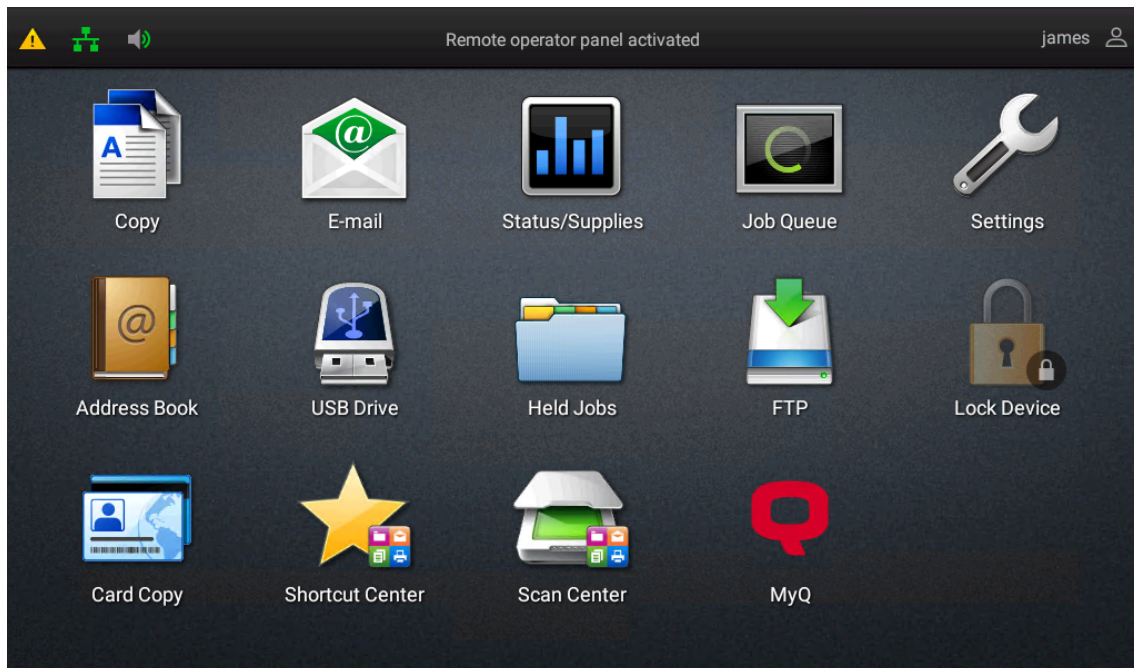 Remote operator panel activated
james
Copy
E-mail
Status/Supplies
Job Queue
Settings
Address Book
USB Drive
Held Jobs
FTP
Lock Device
Card Copy
Shortcut Center
Scan Center
MyQ